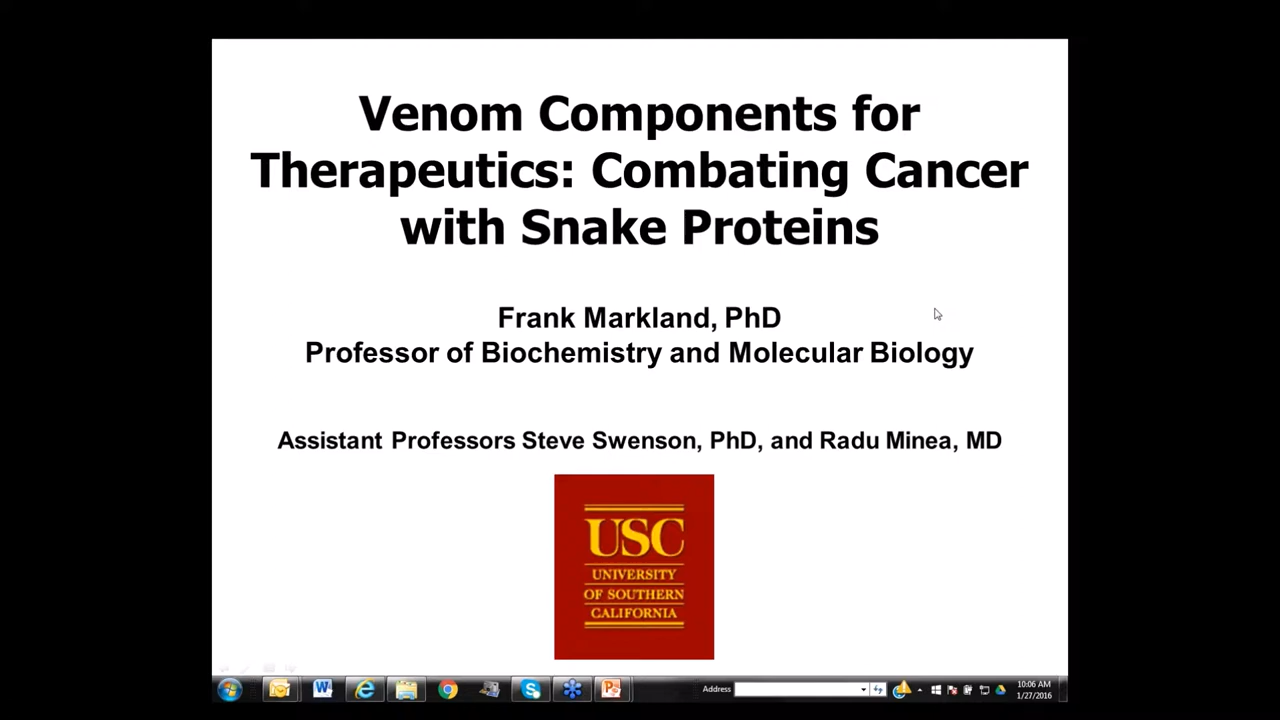 Venom Components for
Therapeutics: Combating Cancer
with Snake Proteins
Frank Markland, PhD
Professor of Biochemistry and Molecular Biology
Assistant Professors Steve Swenson, PhD, and Radu Minea, MD
USC
UNIVERSITY
OF SOUTHERN
CALIFORNIA
Address
10:06 AM
1/27/2016